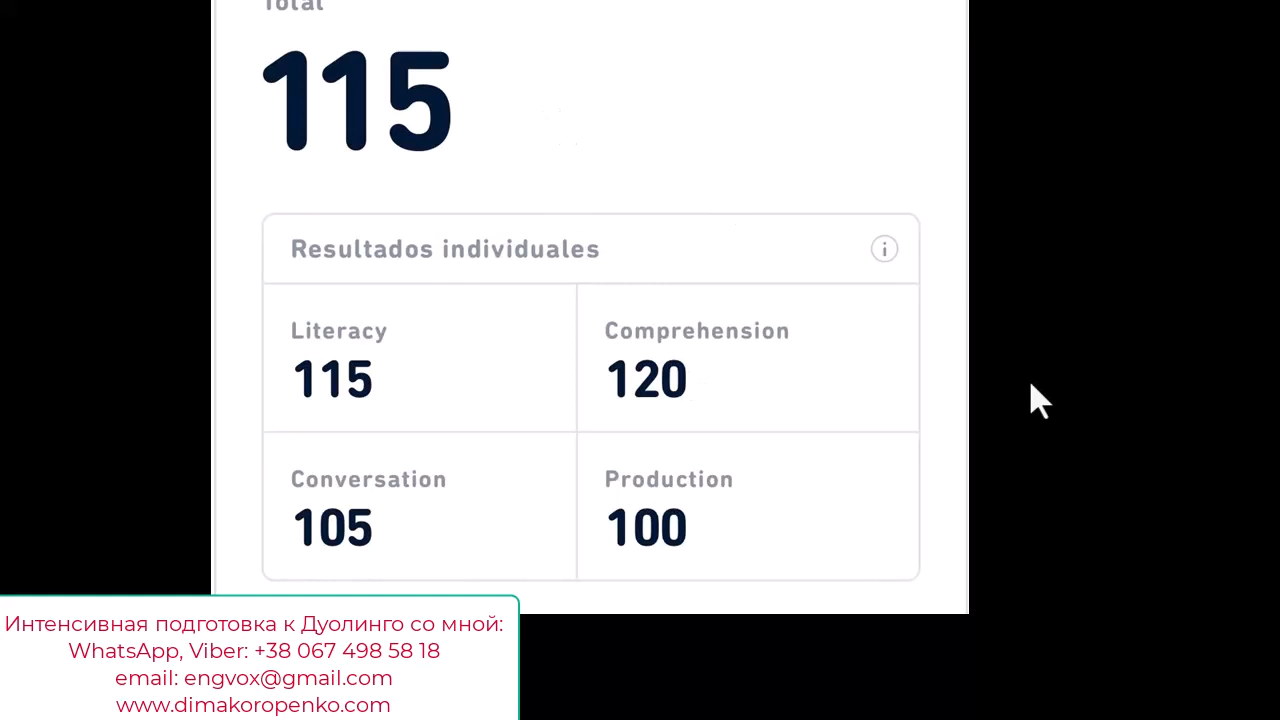 Total
115
Resultados individuales
Literacy
115
Comprehension
120
Conversation
105
Production
100
Интенсивная подготовка к Дуолинго со мной:
WhatsApp, Viber: +38 067 498 58 18
email: engvox@gmail.com
www.dimakoropenko.com